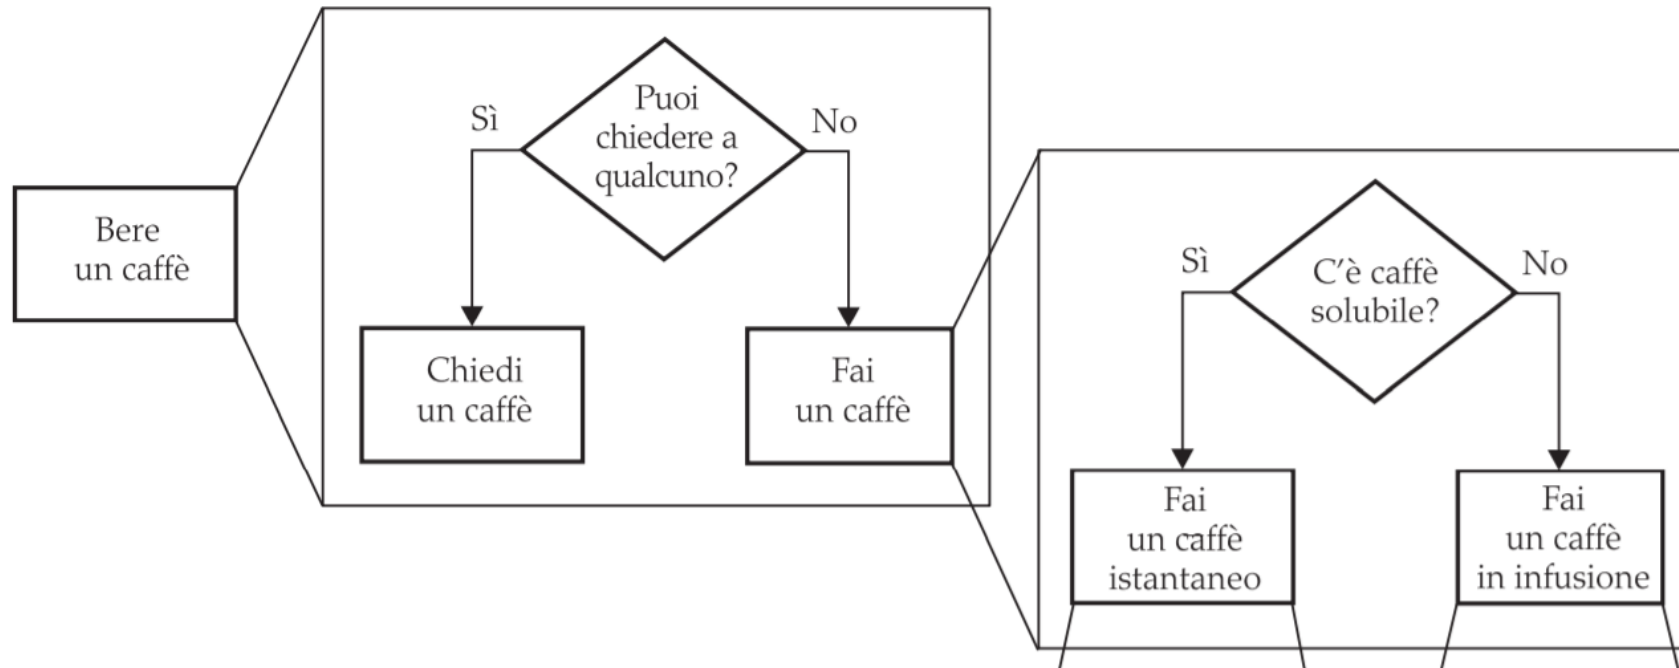 Bere
un caffè
Puoi
chiedere a
qualcuno?
Sì
No
Chiedi
un caffè
Fai
un caffè
C'è caffè
solubile?
Sì
No
Fai
un caffè
istantaneo
Fai
un caffè
in infusione